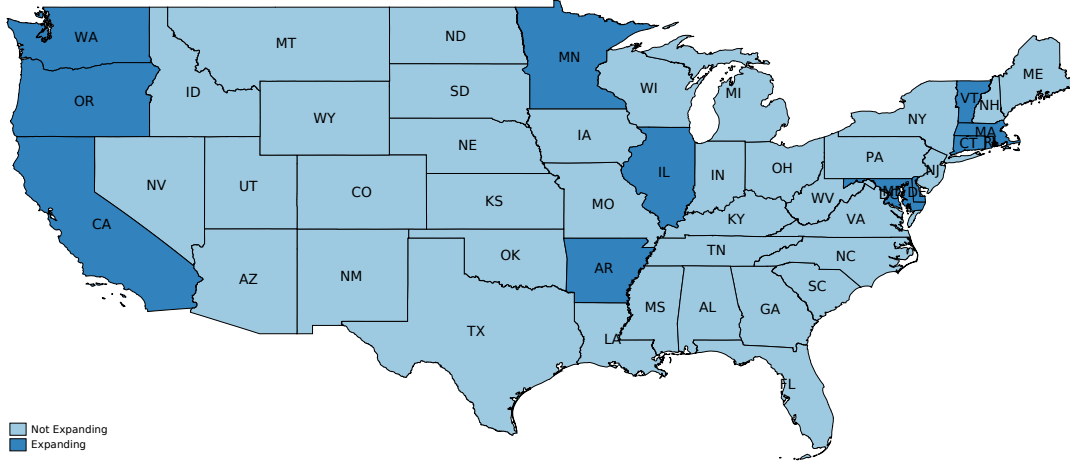 WA
MT
ND
MN
ME
OR
ID
SD
WI
MI
VT
NH
NY
WY
MA
CT
IA
NE
PA
NV
UT
CO
KS
MO
IL
IN
OH
NJ
WV
MD
DE
CA
KY
VA
AZ
NM
OK
AR
TN
NC
SC
TX
LA
MS
AL
GA
FL
Not Expanding
Expanding